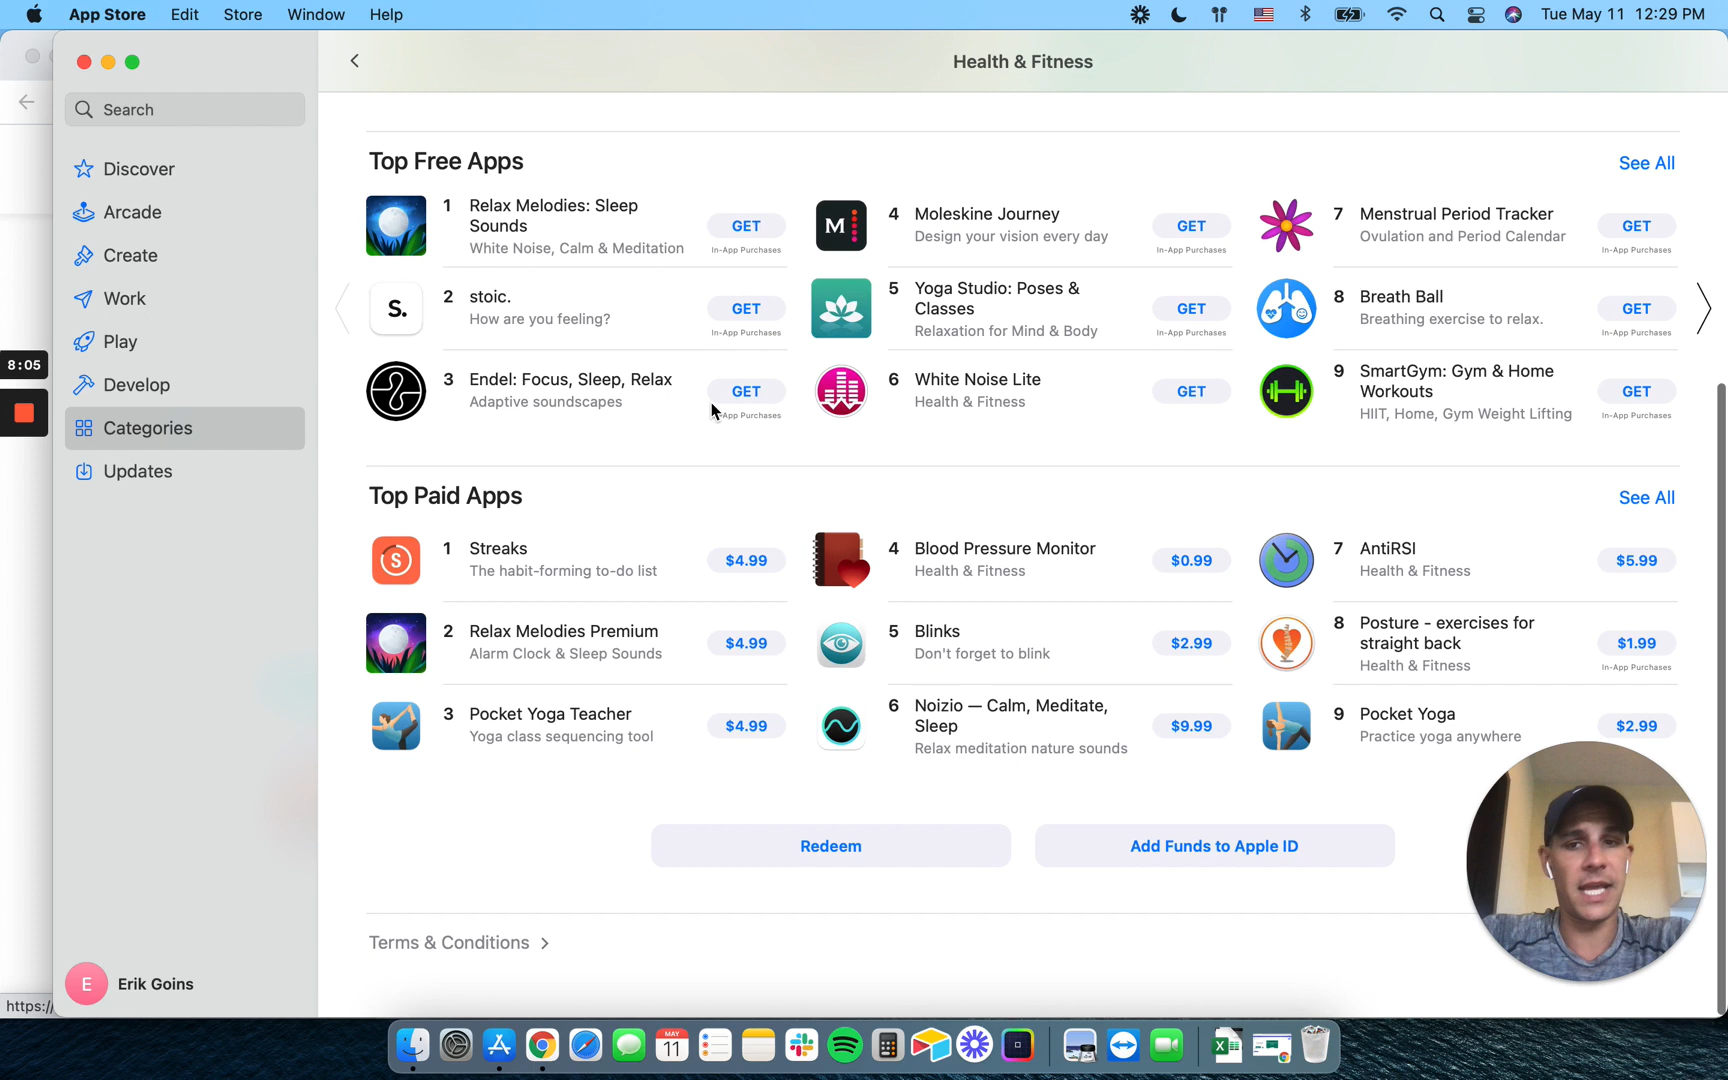 App Store Edit Store Window Help
Tue May 11 12:29 PM
Health & Fitness
Search
Discover
Arcade
Create
Work
Play
Develop
Categories
Updates
8:05
Erik Goins
E
https://
Top Free Apps
See All
1 Relax Melodies: Sleep
Sounds
White Noise, Calm & Meditation
GET
In-App Purchases
2 stoic.
How are you feeling?
S.
GET
In-App Purchases
3 Endel: Focus, Sleep, Relax
Adaptive soundscapes
GET
App Purchases
M
4 Moleskine Journey
Design your vision every day
GET
In-App Purchases
5 Yoga Studio: Poses &
Classes
Relaxation for Mind & Body
GET
In-App Purchases
6 White Noise Lite
Health & Fitness
GET
7 Menstrual Period Tracker
Ovulation and Period Calendar
GET
In-App Purchases
8 Breath Ball
Breathing exercise to relax.
GET
In-App Purchases
9 SmartGym: Gym & Home
Workouts
HIIT, Home, Gym Weight Lifting
GET
In-App Purchases
Top Paid Apps
See All
S
1 Streaks
The habit-forming to-do list
$4.99
2 Relax Melodies Premium
Alarm Clock & Sleep Sounds
$4.99
3 Pocket Yoga Teacher
Yoga class sequencing tool
$4.99
4 Blood Pressure Monitor
Health & Fitness
$0.99
5 Blinks
Don't forget to blink
$2.99
6 Noizio — Calm, Meditate,
Sleep
Relax meditation nature sounds
$9.99
7 AntiRSI
Health & Fitness
$5.99
8 Posture - exercises for
straight back
Health & Fitness
$1.99
In-App Purchases
9 Pocket Yoga
Practice yoga anywhere
$2.99
Redeem
Add Funds to Apple ID
Terms & Conditions
MAY
11
X